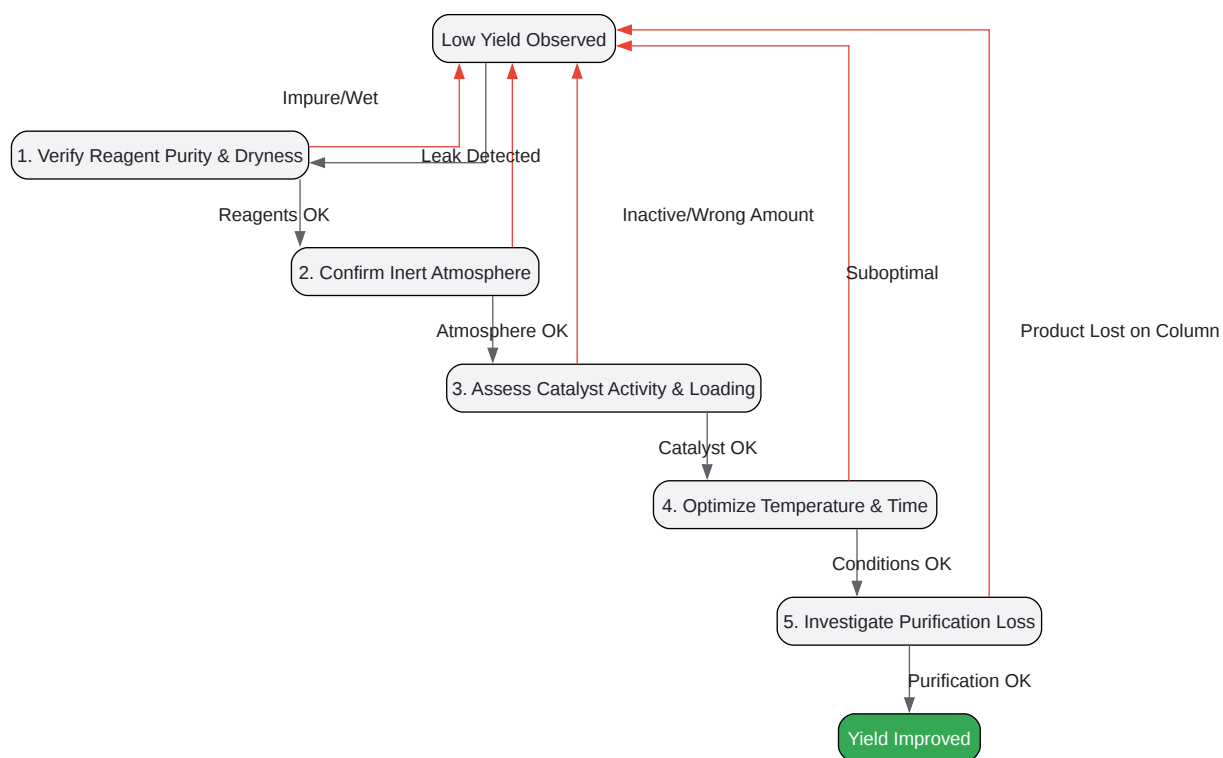 Low Yield Observed
Impure/Wet
1. Verify Reagent Purity & Dryness
Leak Detected
Reagents OK
Inactive/Wrong Amount
2. Confirm Inert Atmosphere
Suboptimal
Atmosphere OK
Product Lost on Column
3. Assess Catalyst Activity & Loading
Catalyst OK
4. Optimize Temperature & Time
Conditions OK
5. Investigate Purification Loss
Purification OK
Yield Improved